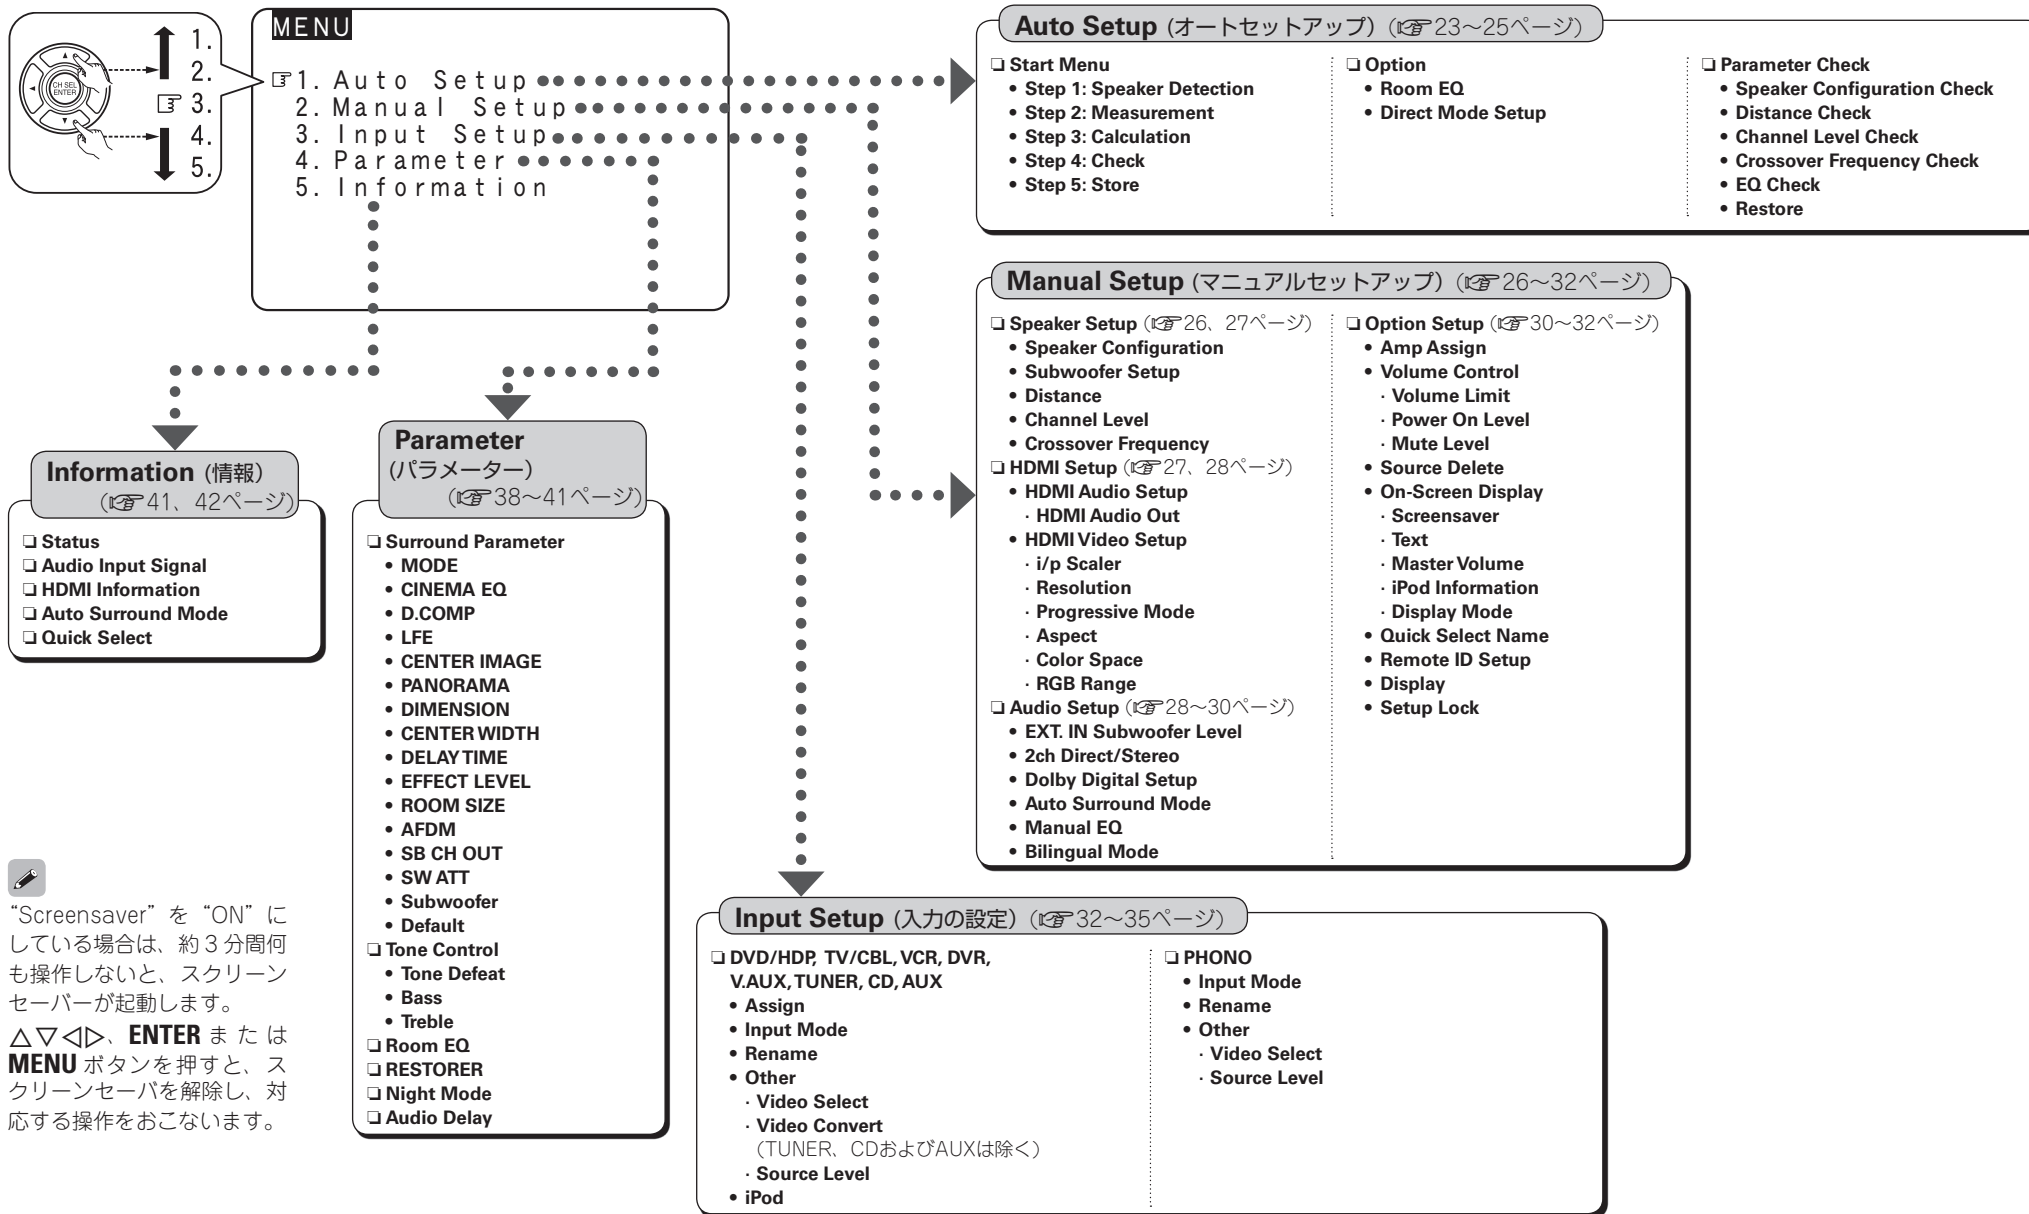 1.
2.
3.
4.
5.
CH SEL
ENTER
MENU
☞1. Auto Setup
2. Manual Setup
3. Input Setup
4. Parameter
5. Information
Auto Setup (オートセットアップ)(☞23～25ページ)
❏ Start Menu
• Step 1: Speaker Detection
• Step 2: Measurement
• Step 3: Calculation
• Step 4: Check
• Step 5: Store
❏ Option
• Room EQ
• Direct Mode Setup
❏ Parameter Check
• Speaker Configuration Check
• Distance Check
• Channel Level Check
• Crossover Frequency Check
• EQ Check
• Restore
Manual Setup (マニュアルセットアップ)(☞26～32ページ)
❏ Speaker Setup(☞26、27ページ)
• Speaker Configuration
• Subwoofer Setup
• Distance
• Channel Level
• Crossover Frequency
❏ HDMI Setup(☞27、28ページ)
• HDMI Audio Setup
· HDMI Audio Out
• HDMI Video Setup
· i/p Scaler
· Resolution
· Progressive Mode
· Aspect
· Color Space
· RGB Range
❏ Audio Setup(☞28～30ページ)
• EXT. IN Subwoofer Level
• 2ch Direct/Stereo
• Dolby Digital Setup
• Auto Surround Mode
• Manual EQ
• Bilingual Mode
❏ Option Setup(☞30～32ページ)
• Amp Assign
• Volume Control
· Volume Limit
· Power On Level
· Mute Level
• Source Delete
• On-Screen Display
· Screensaver
· Text
· Master Volume
· iPod Information
· Display Mode
• Quick Select Name
• Remote ID Setup
• Display
• Setup Lock
Information (情報)
(☞41、42ページ)
❏ Status
❏ Audio Input Signal
❏ HDMI Information
❏ Auto Surround Mode
❏ Quick Select
Parameter
(パラメーター)
(☞38～41ページ)
❏ Surround Parameter
• MODE
• CINEMA EQ
• D.COMP
• LFE
• CENTER IMAGE
• PANORAMA
• DIMENSION
• CENTER WIDTH
• DELAY TIME
• EFFECT LEVEL
• ROOM SIZE
• AFDM
• SB CH OUT
• SW ATT
• Subwoofer
• Default
❏ Tone Control
• Tone Defeat
• Bass
• Treble
❏ Room EQ
❏ RESTORER
❏ Night Mode
❏ Audio Delay
Input Setup (入力の設定)(☞32～35ページ)
❏ DVD/HDP, TV/CBL, VCR, DVR,
V.AUX, TUNER, CD, AUX
• Assign
• Input Mode
• Rename
• Other
· Video Select
· Video Convert
(TUNER、CDおよびAUXは除く)
· Source Level
• iPod
❏ PHONO
• Input Mode
• Rename
• Other
· Video Select
· Source Level
“Screensaver”を“ON”に
している場合は、約3分間何
も操作しないと、スクリーン
セーバーが起動します。
△▽◁▷、ENTER または
MENU ボタンを押すと、ス
クリーンセーバを解除し、対
応する操作をおこないます。